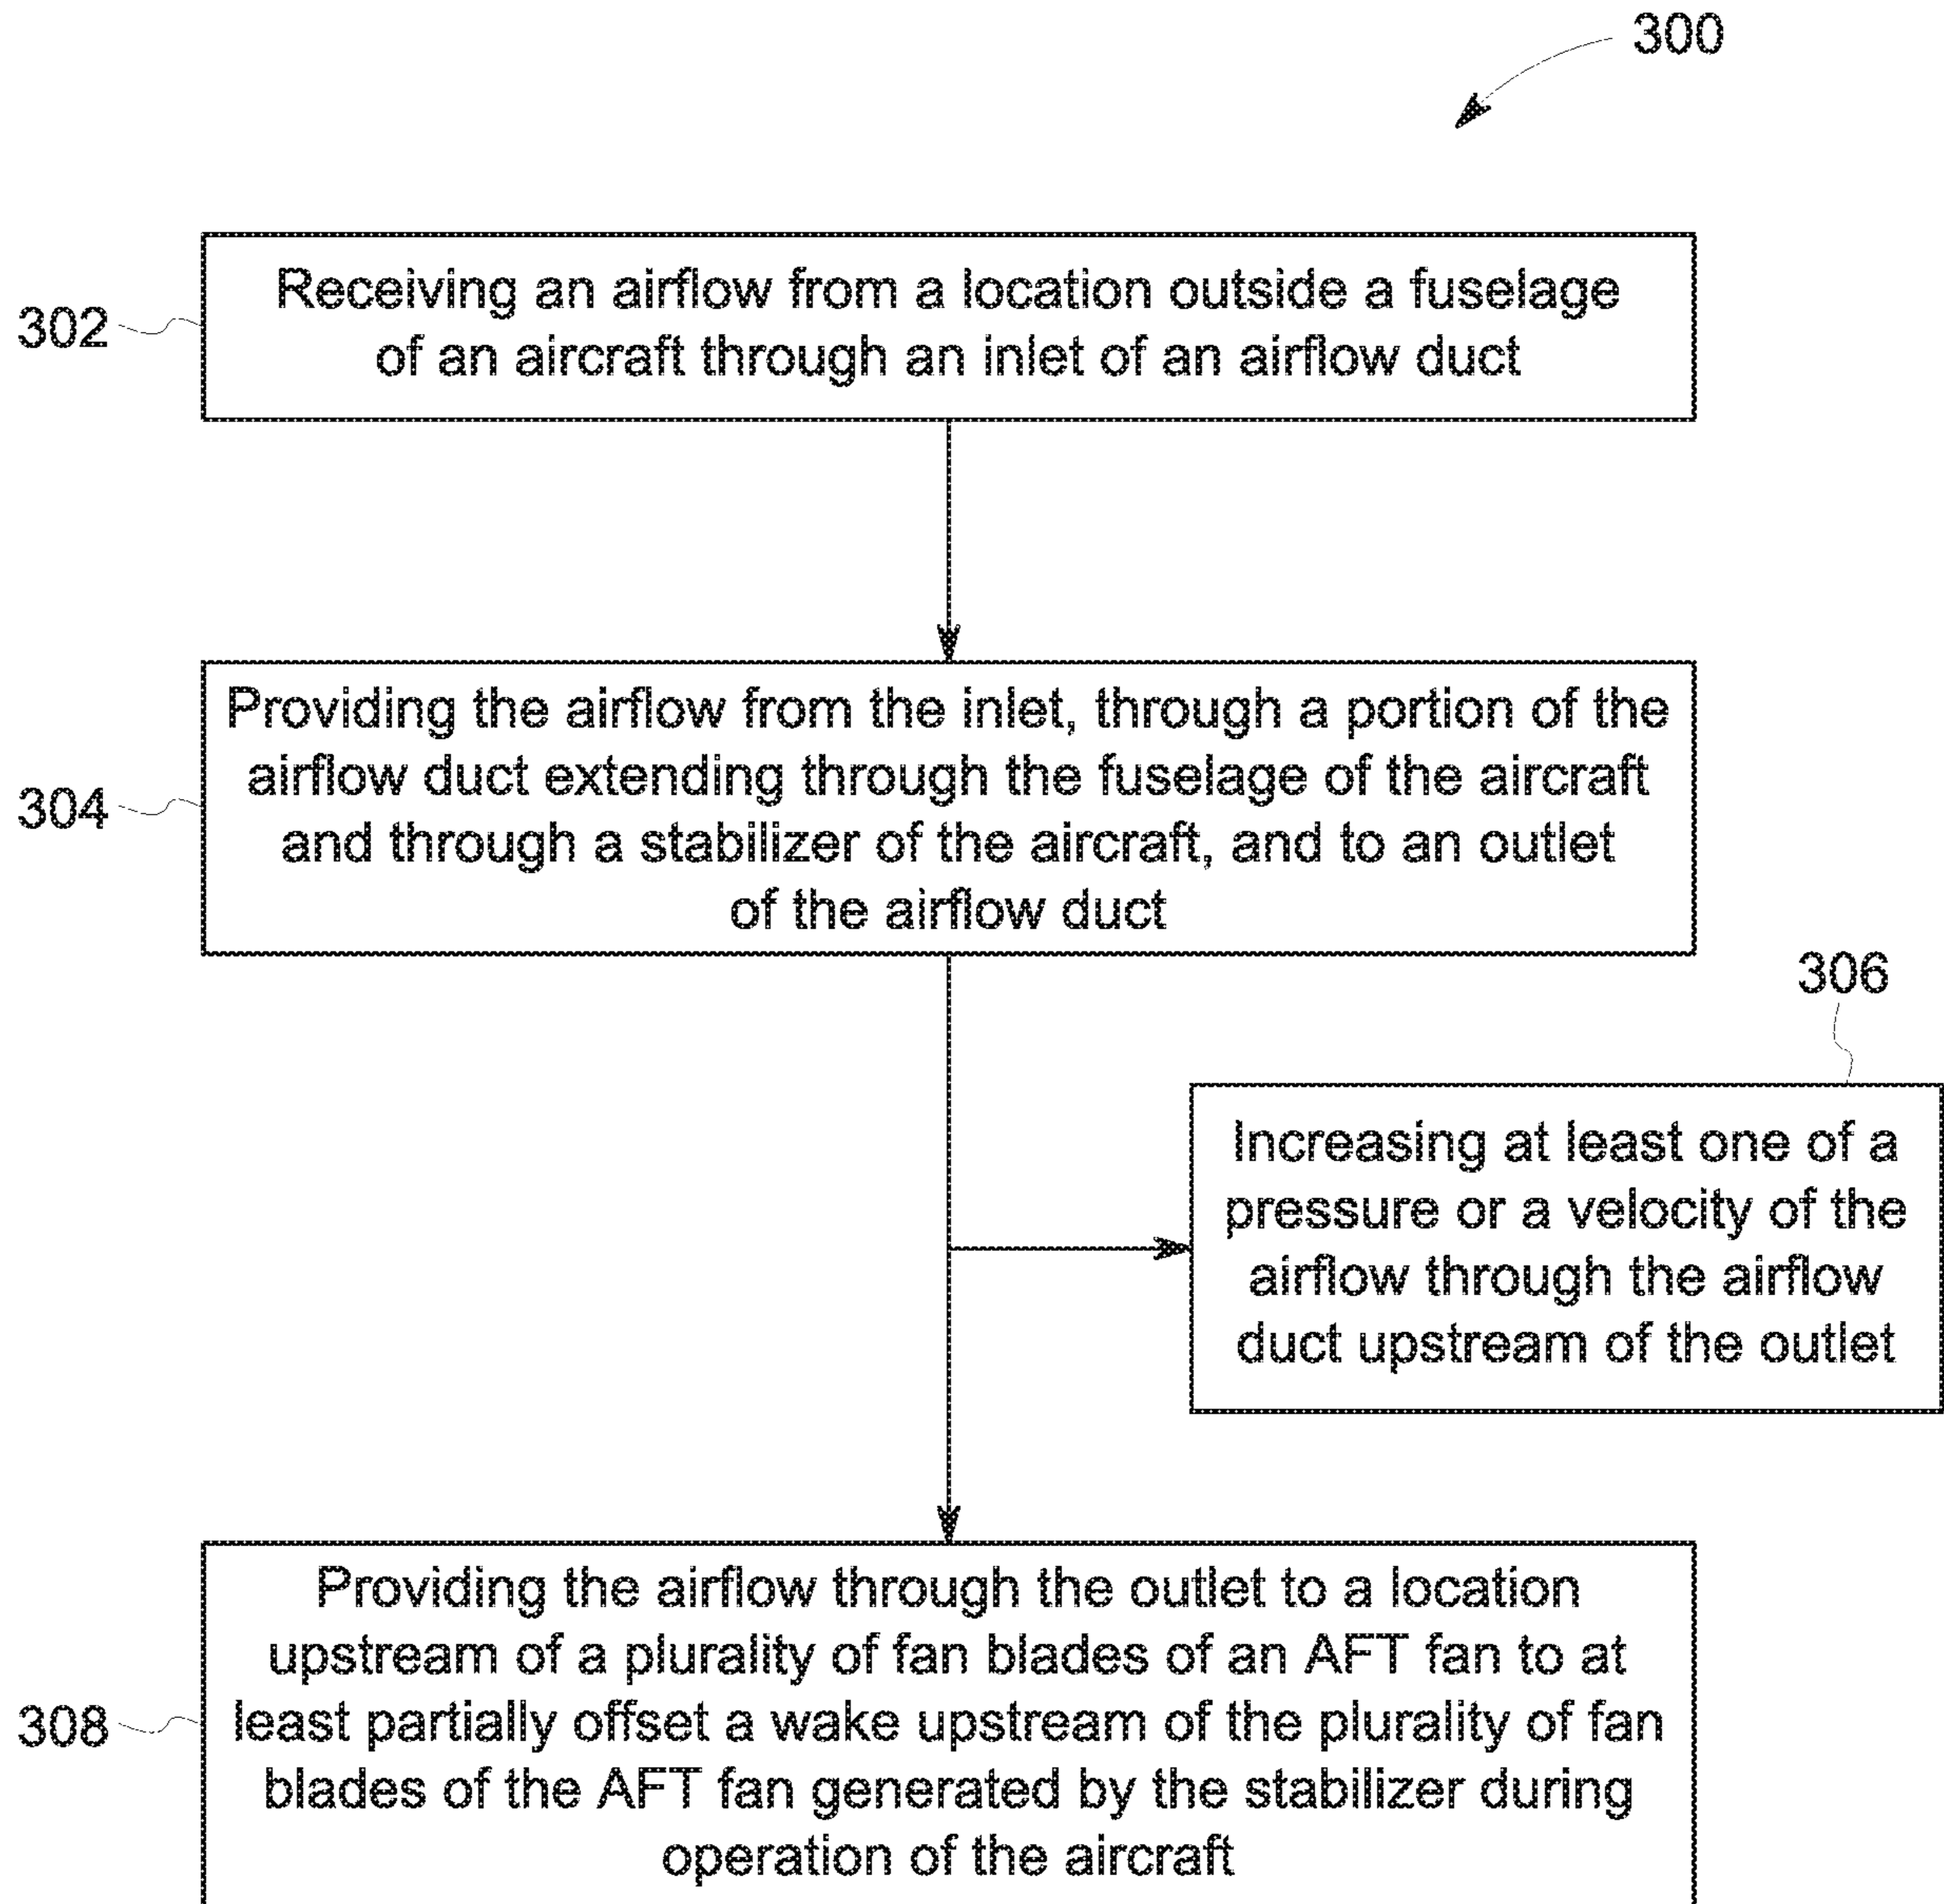 300
302
Receiving an airflow from a location outside a fuselage
of an aircraft through an inlet of an airflow duct
304
Providing the airflow from the inlet, through a portion of the
airflow duct extending through the fuselage of the aircraft
and through a stabilizer of the aircraft, and to an outlet
of the airflow duct
306
Increasing at least one of a
pressure or a velocity of the
airflow through the airflow
duct upstream of the outlet
308
Providing the airflow through the outlet to a location
upstream of a plurality of fan blades of an AFT fan to at
least partially offset a wake upstream of the plurality of fan
blades of the AFT fan generated by the stabilizer during
operation of the aircraft